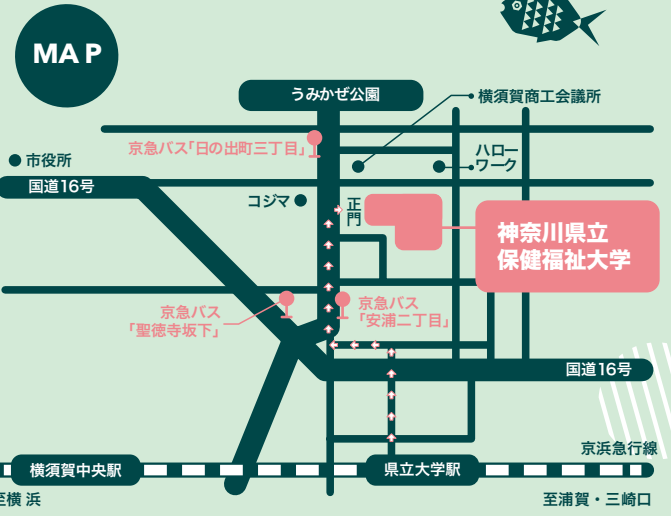 MAP
うみかぜ公園
横須賀商工会議所
京急バス「日の出町三丁目」
ハロー
ワーク
市役所
国道16号
コジマ
正門
神奈川県立
保健福祉大学
京急バス
「聖徳寺坂下」
京急バス
「安浦二丁目」
国道16号
京浜急行線
横須賀中央駅
県立大学駅
至横浜
至浦賀・三崎口